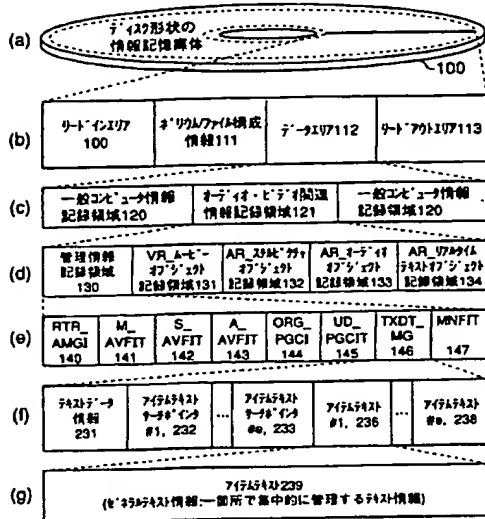 (a)
ディスク形状の
情報記憶媒体
100
(b)
リードインエリア
100
ボリウム/ファイル構成
情報111
データエリア112
リードアウトエリア113
(c)
一般コンピュータ情報
記録領域120
オーディオ・ビデオ関連
情報記録領域121
一般コンピュータ情報
記録領域120
(d)
管理情報
記録領域
130
VR_ムービー
オブジェクト
記録領域131
AR_スチルピクチャ
オブジェクト
記録領域132
AR_オーディオ
オブジェクト
記録領域133
AR_リアルタイム
テキストオブジェクト
記録領域134
(e)
RTR_
AMGI
140
M_
AVFIT
141
S_
AVFIT
142
A_
AVFIT
143
ORG_
PGCI
144
UD_
PGCIT
145
TXDT_
MG
146
MNFIT
147
(f)
テキストデータ
情報
231
アイテムテキスト
サーチポインタ
#1, 232
…
アイテムテキスト
サーチポインタ
#e, 233
アイテムテキスト
#1, 236
…
アイテムテキスト
#e, 238
(g)
アイテムテキスト239
(ゼネラルテキスト情報:一箇所で集中的に管理するテキスト情報)